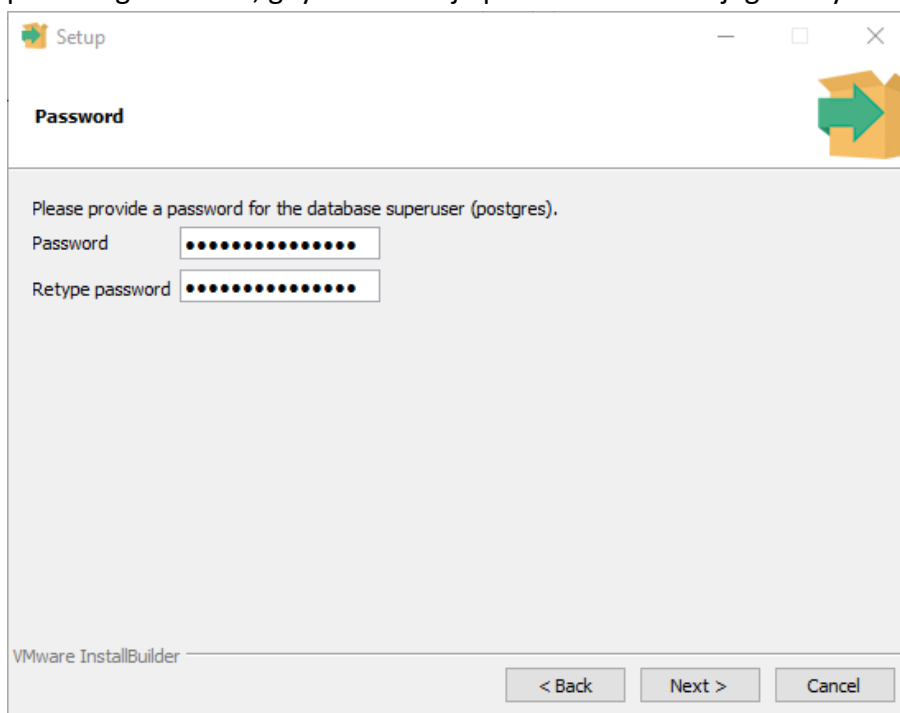 Setup
Password
Please provide a password for the database superuser (postgres).
Password •••••••••••••••
Retype password •••••••••••••••
VMware InstallBuilder
< Back Next > Cancel